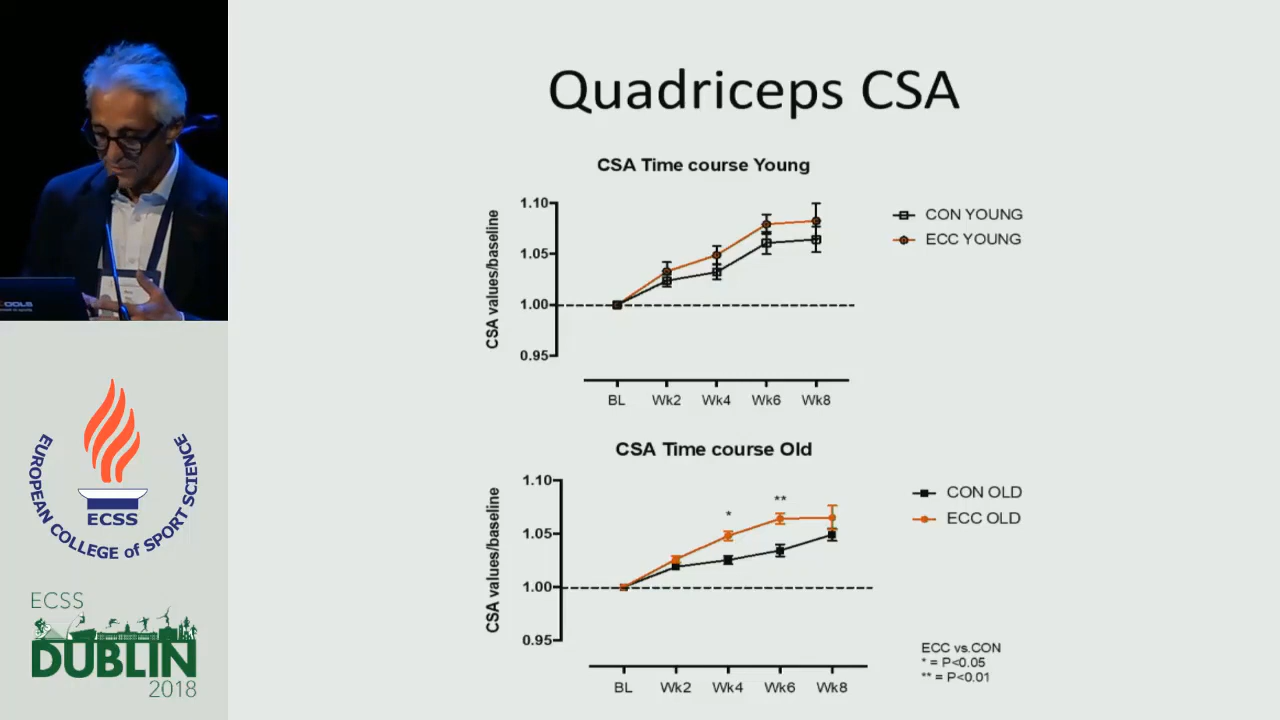 Quadriceps CSA
CSA Time course Young
CSA values/baseline
1.10
1.05
1.00
0.95
BL Wk2 Wk4 Wk6 Wk8
CON YOUNG
ECC YOUNG
CSA Time course Old
CSA values/baseline
1.10
1.05
1.00
0.95
*
**
BL Wk2 Wk4 Wk6 Wk8
CON OLD
ECC OLD
ECC vs.CON
* = P<0.05
** = P<0.01
EUROPEAN COLLEGE of SPORT SCIENCE
ECSS
ECSS
DUBLIN
2018